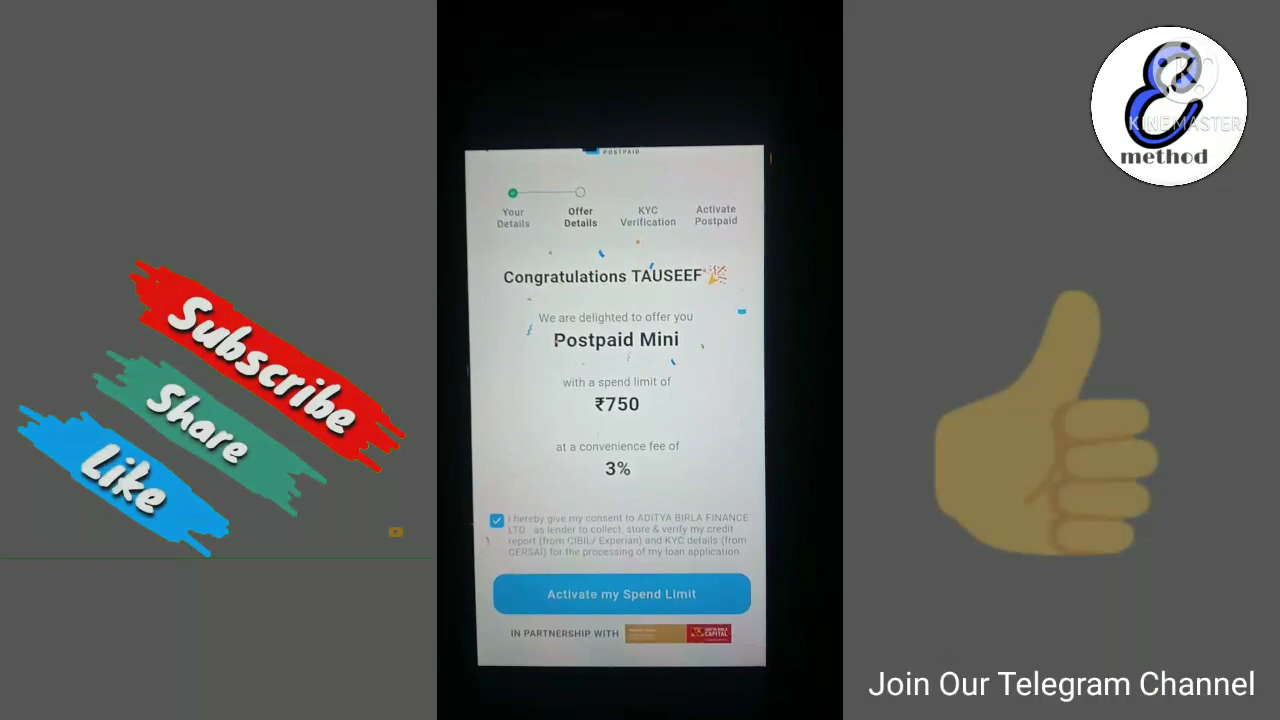 POSTPAID
Your
Details
Offer
Details
KYC
Verification
Activate
Postpaid
Congratulations TAUSEEF
We are delighted to offer you
Postpaid Mini
with a spend limit of
₹750
at a convenience fee of
3%
I hereby give my consent to ADITYA BIRLA FINANCE
LTD. as lender to collect, store & verify my credit
report (from CIBIL/ Experian) and KYC details (from
CERSAI) for the processing of my loan application.
Activate my Spend Limit
IN PARTNERSHIP WITH
ADITYA BIRLA
CAPITAL
Subscribe
Share
Like
KINEMASTER
method
Join Our Telegram Channel